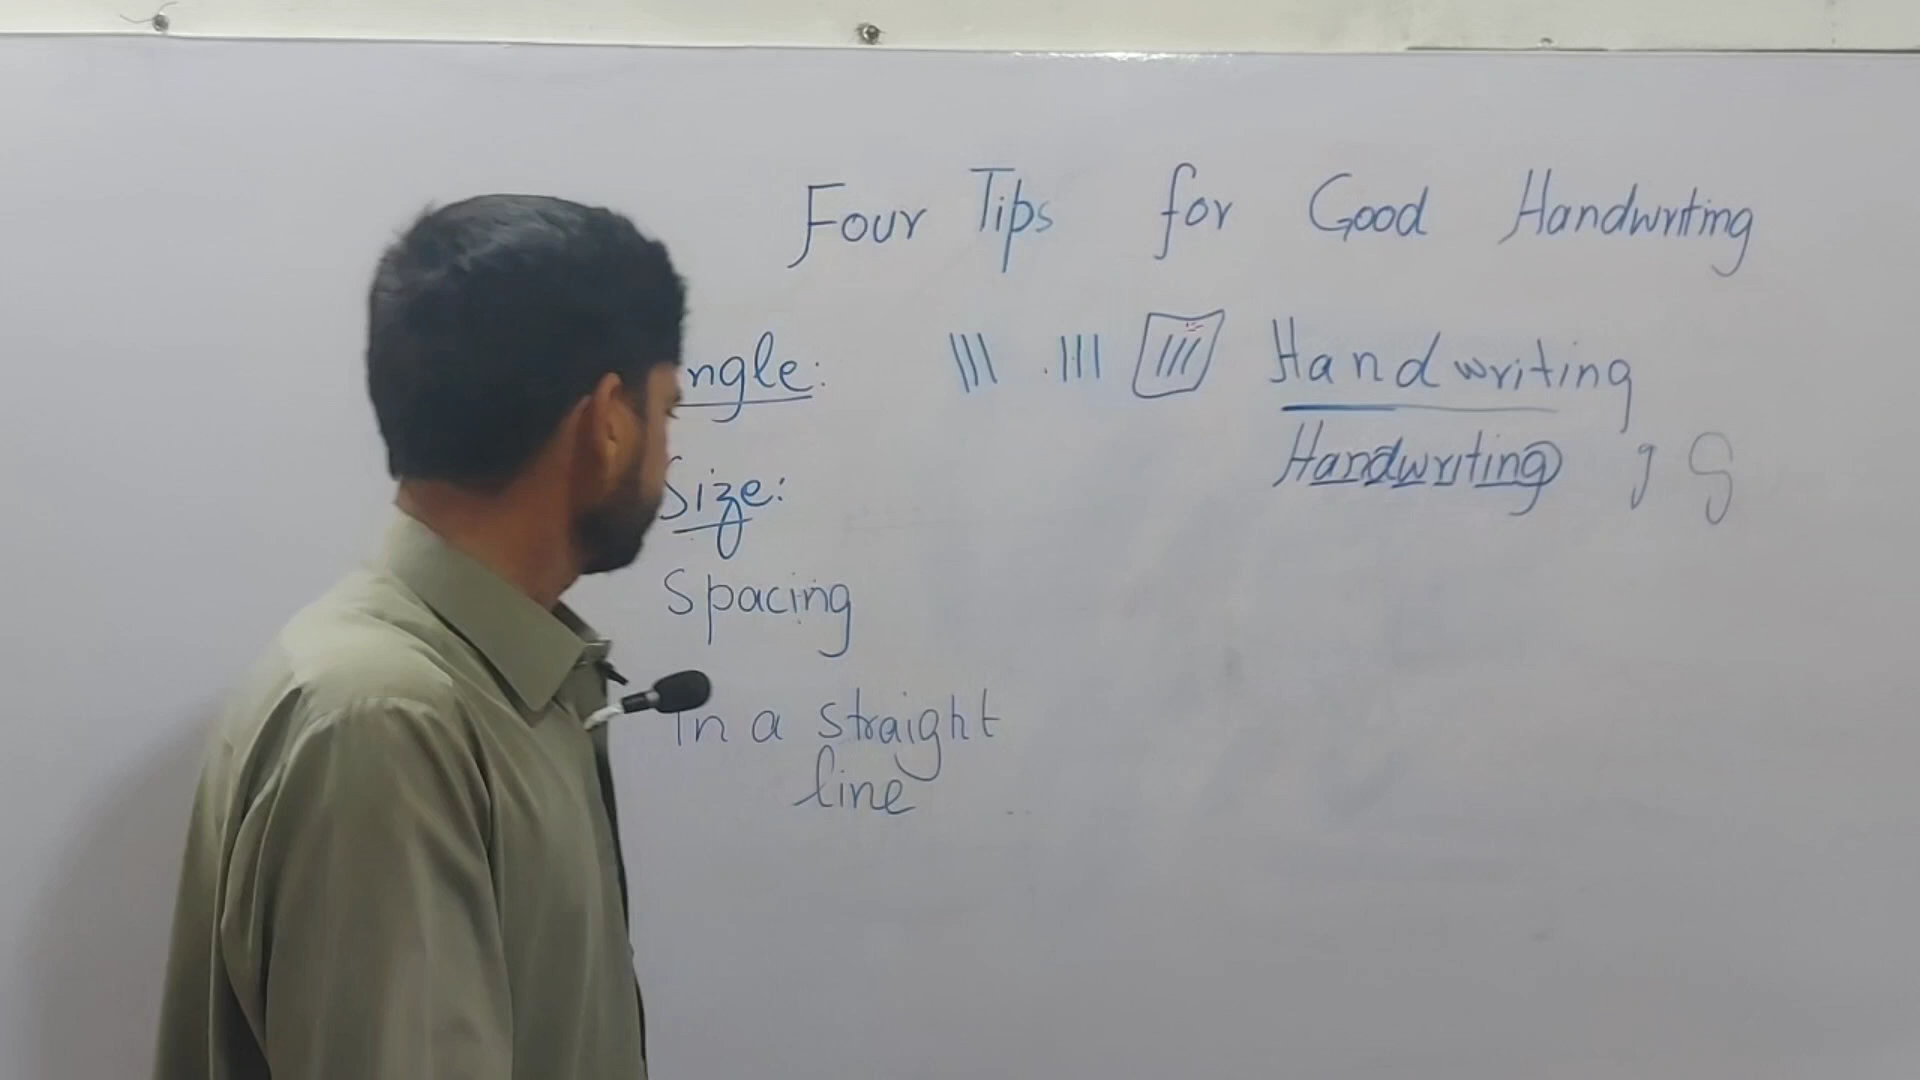 Four Tips for Good Handwriting
ngle: Handwriting
Handwriting g g
Size:
Spacing
In a straight
line